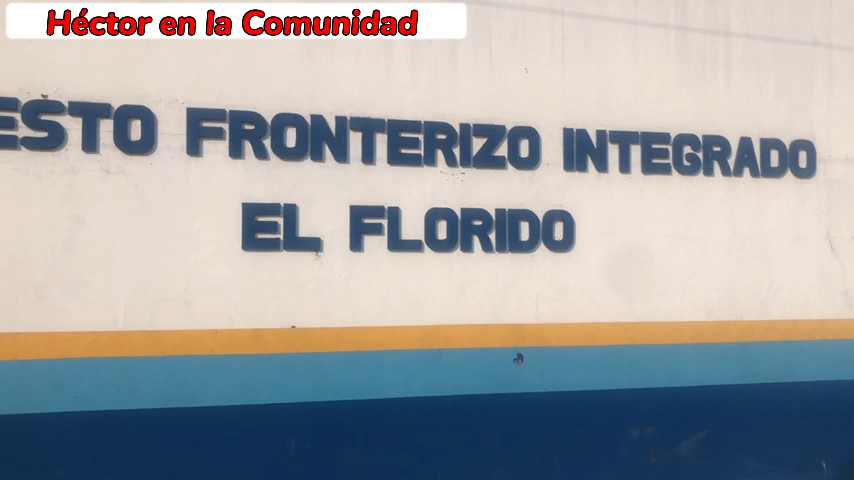 Héctor en la Comunidad
ESTO FRONTERIZO INTEGRADO
EL FLORIDO